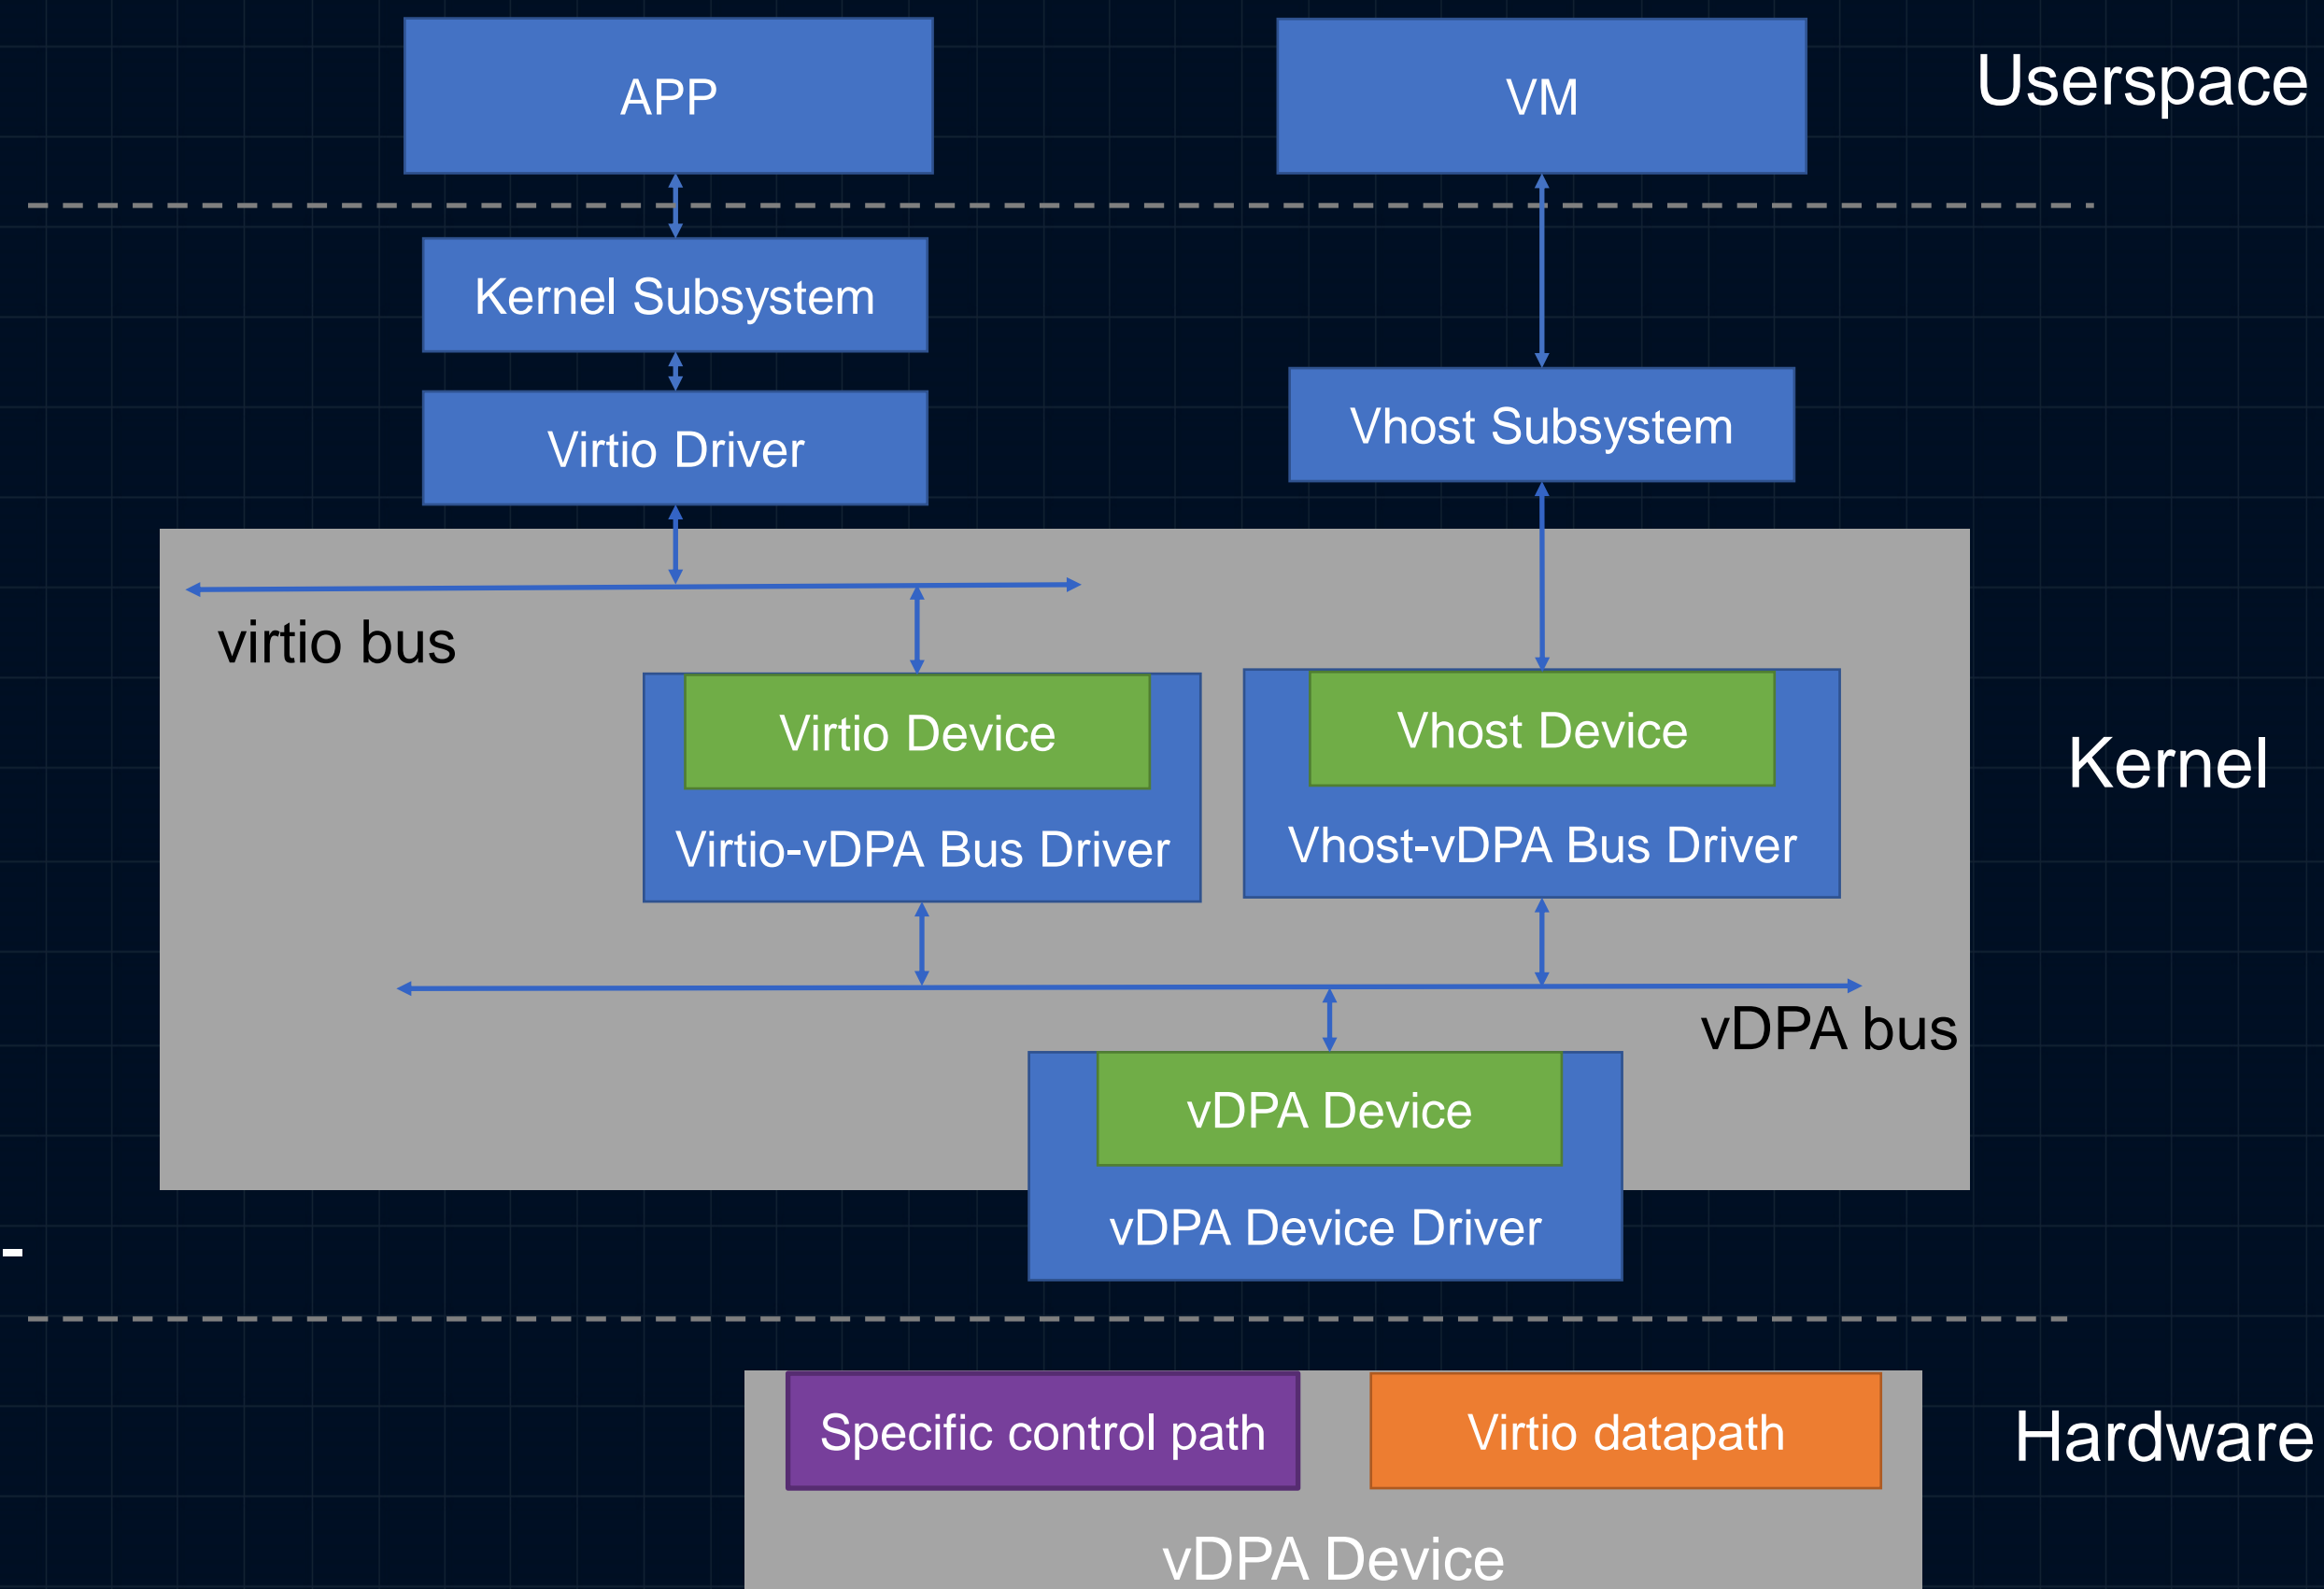 APP
VM
Userspace
Kernel Subsystem
Virtio Driver
Vhost Subsystem
virtio bus
Virtio Device
Vhost Device
Kernel
Virtio-vDPA Bus Driver
Vhost-vDPA Bus Driver
vDPA bus
vDPA Device
vDPA Device Driver
-
Specific control path
Virtio datapath
Hardware
vDPA Device